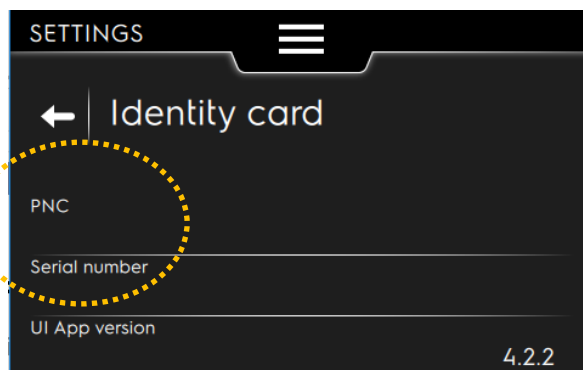 SETTINGS
Identity card
PNC
Serial number
UI App version
4.2.2